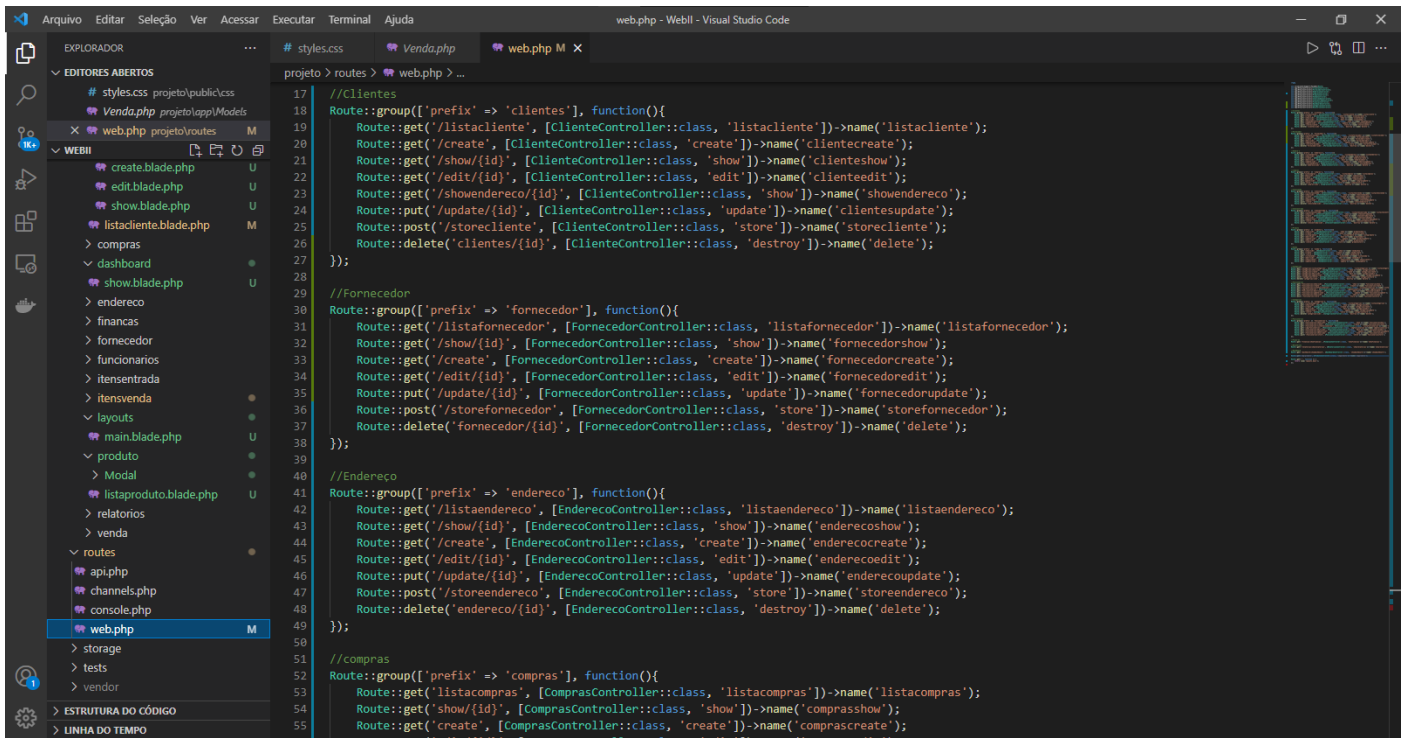 Arquivo Editar Seleção Ver Acessar Executar Terminal Ajuda web.php - WebII - Visual Studio Code
EXPLORADOR
EDITORES ABERTOS
# styles.css projeto\public\css
Venda.php projeto\app\Models
web.php projeto\routes M
WEBII
1K+
create.blade.php U
edit.blade.php U
show.blade.php U
listacliente.blade.php M
compras
dashboard
show.blade.php U
endereco
financas
fornecedor
funcionarios
itensentrada
itensvenda
layouts
main.blade.php U
produto
Modal
listaproduto.blade.php U
relatorios
venda
routes
api.php
channels.php
console.php
web.php M
storage
tests
vendor
1
ESTRUTURA DO CÓDIGO
LINHA DO TEMPO
# styles.css Venda.php web.php M
projeto > routes > web.php > ...
17 //Clientes
18 Route::group(['prefix' => 'clientes'], function(){
19 Route::get('/listacliente', [ClienteController::class, 'listacliente'])->name('listacliente');
20 Route::get('/create', [ClienteController::class, 'create'])->name('clientecreate');
21 Route::get('/show/{id}', [ClienteController::class, 'show'])->name('clienteshow');
22 Route::get('/edit/{id}', [ClienteController::class, 'edit'])->name('clienteedit');
23 Route::get('/showendereco/{id}', [ClienteController::class, 'show'])->name('showendereco');
24 Route::put('/update/{id}', [ClienteController::class, 'update'])->name('clientesupdate');
25 Route::post('/storecliente', [ClienteController::class, 'store'])->name('storecliente');
26 Route::delete('clientes/{id}', [ClienteController::class, 'destroy'])->name('delete');
27 });
28
29 //Fornecedor
30 Route::group(['prefix' => 'fornecedor'], function(){
31 Route::get('/listafornecedor', [FornecedorController::class, 'listafornecedor'])->name('listafornecedor');
32 Route::get('/show/{id}', [FornecedorController::class, 'show'])->name('fornecedorshow');
33 Route::get('/create', [FornecedorController::class, 'create'])->name('fornecedorcreate');
34 Route::get('/edit/{id}', [FornecedorController::class, 'edit'])->name('fornecedoredit');
35 Route::put('/update/{id}', [FornecedorController::class, 'update'])->name('fornecedorupdate');
36 Route::post('/storefornecedor', [FornecedorController::class, 'store'])->name('storefornecedor');
37 Route::delete('fornecedor/{id}', [FornecedorController::class, 'destroy'])->name('delete');
38 });
39
40 //Endereço
41 Route::group(['prefix' => 'endereco'], function(){
42 Route::get('/listaendereco', [EnderecoController::class, 'listaendereco'])->name('listaendereco');
43 Route::get('/show/{id}', [EnderecoController::class, 'show'])->name('enderecoshow');
44 Route::get('/create', [EnderecoController::class, 'create'])->name('enderecocreate');
45 Route::get('/edit/{id}', [EnderecoController::class, 'edit'])->name('enderecoedit');
46 Route::put('/update/{id}', [EnderecoController::class, 'update'])->name('enderecoupdate');
47 Route::post('/storeendereco', [EnderecoController::class, 'store'])->name('storeendereco');
48 Route::delete('endereco/{id}', [EnderecoController::class, 'destroy'])->name('delete');
49 });
50
51 //compras
52 Route::group(['prefix' => 'compras'], function(){
53 Route::get('listacompras', [ComprasController::class, 'listacompras'])->name('listacompras');
54 Route::get('show/{id}', [ComprasController::class, 'show'])->name('comprasshow');
55 Route::get('create', [ComprasController::class, 'create'])->name('comprascreate');